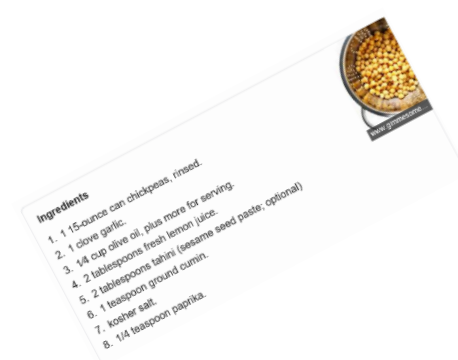 www.gimmesome...
Ingredients
1. 1 15-ounce can chickpeas, rinsed.
2. 1 clove garlic.
3. 1/4 cup olive oil, plus more for serving.
4. 2 tablespoons fresh lemon juice.
5. 2 tablespoons tahini (sesame seed paste; optional)
6. 1 teaspoon ground cumin.
7. kosher salt.
8. 1/4 teaspoon paprika.